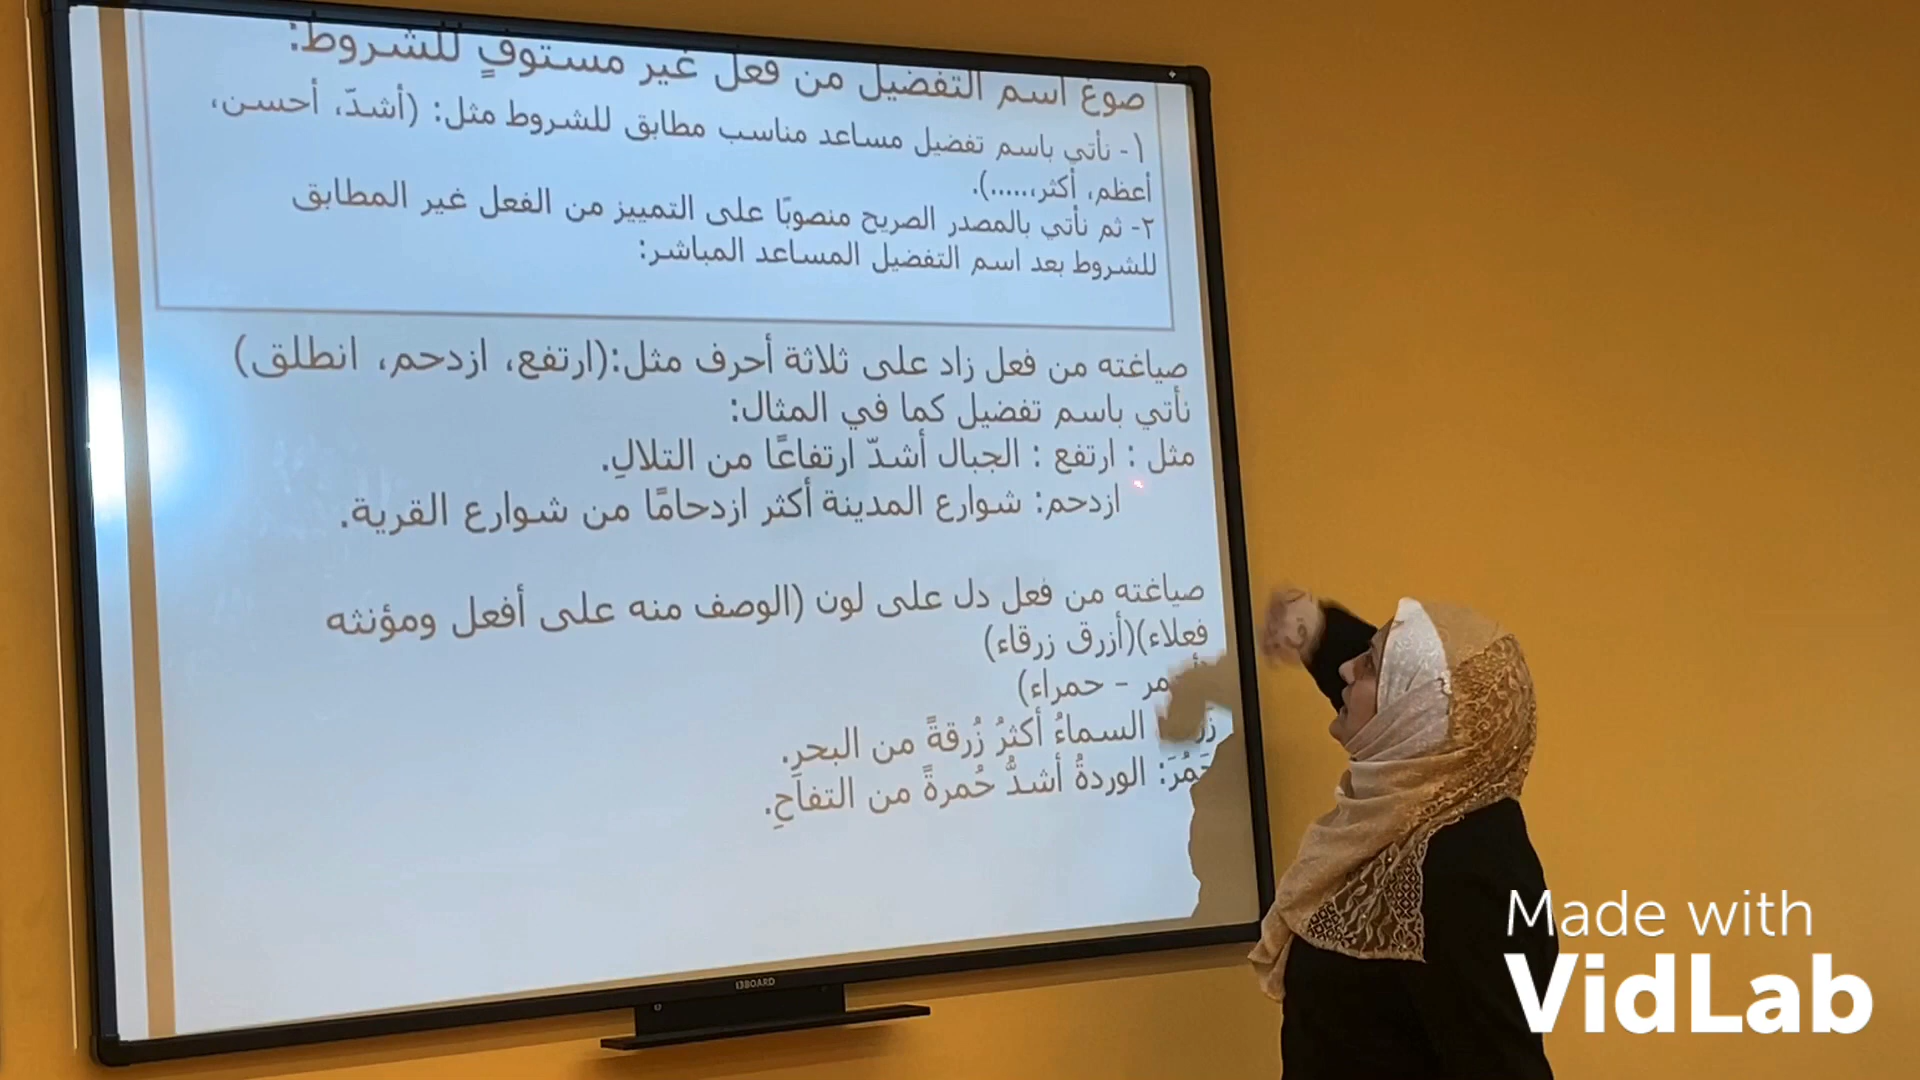 صوغ اسم التفضيل من فعل غير مستوفٍ للشروط:
١- نأتي باسم تفضيل مساعد مناسب مطابق للشروط مثل: (أشدّ، أحسن،
أعظم، أكثر،.....).
٢- ثم نأتي بالمصدر الصريح منصوبًا على التمييز من الفعل غير المطابق
للشروط بعد اسم التفضيل المساعد المباشر:
صياغته من فعل زاد على ثلاثة أحرف مثل:(ارتفع، ازدحم، انطلق)
نأتي باسم تفضيل كما في المثال:
مثل : ارتفع : الجبال أشدّ ارتفاعًا من التلالِ.
ازدحم: شوارع المدينة أكثر ازدحامًا من شوارع القرية.
صياغته من فعل دل على لون (الوصف منه على أفعل ومؤنثه
فعلاء)(أزرق زرقاء)
– حمراء)
السماءُ أكثرُ زُرقةً من البحرِ.
حَمُرَ: الوردةُ أشدُّ حُمرةً من التفاحِ.
i3BOARD
Made with
VidLab